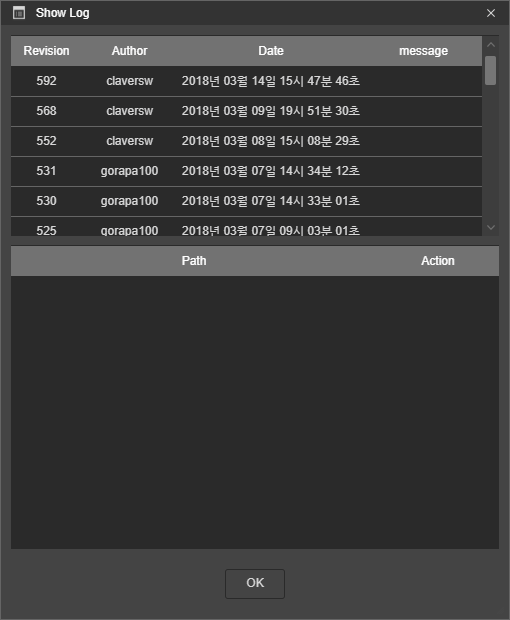 Show Log
Revision Author Date message
592 claversw 2018년 03월 14일 15시 47분 46초
568 claversw 2018년 03월 09일 19시 51분 30초
552 claversw 2018년 03월 08일 15시 08분 29초
531 gorapa100 2018년 03월 07일 14시 34분 12초
530 gorapa100 2018년 03월 07일 14시 33분 01초
525 gorapa100 2018년 03월 07일 09시 03분 01초
Path Action
OK